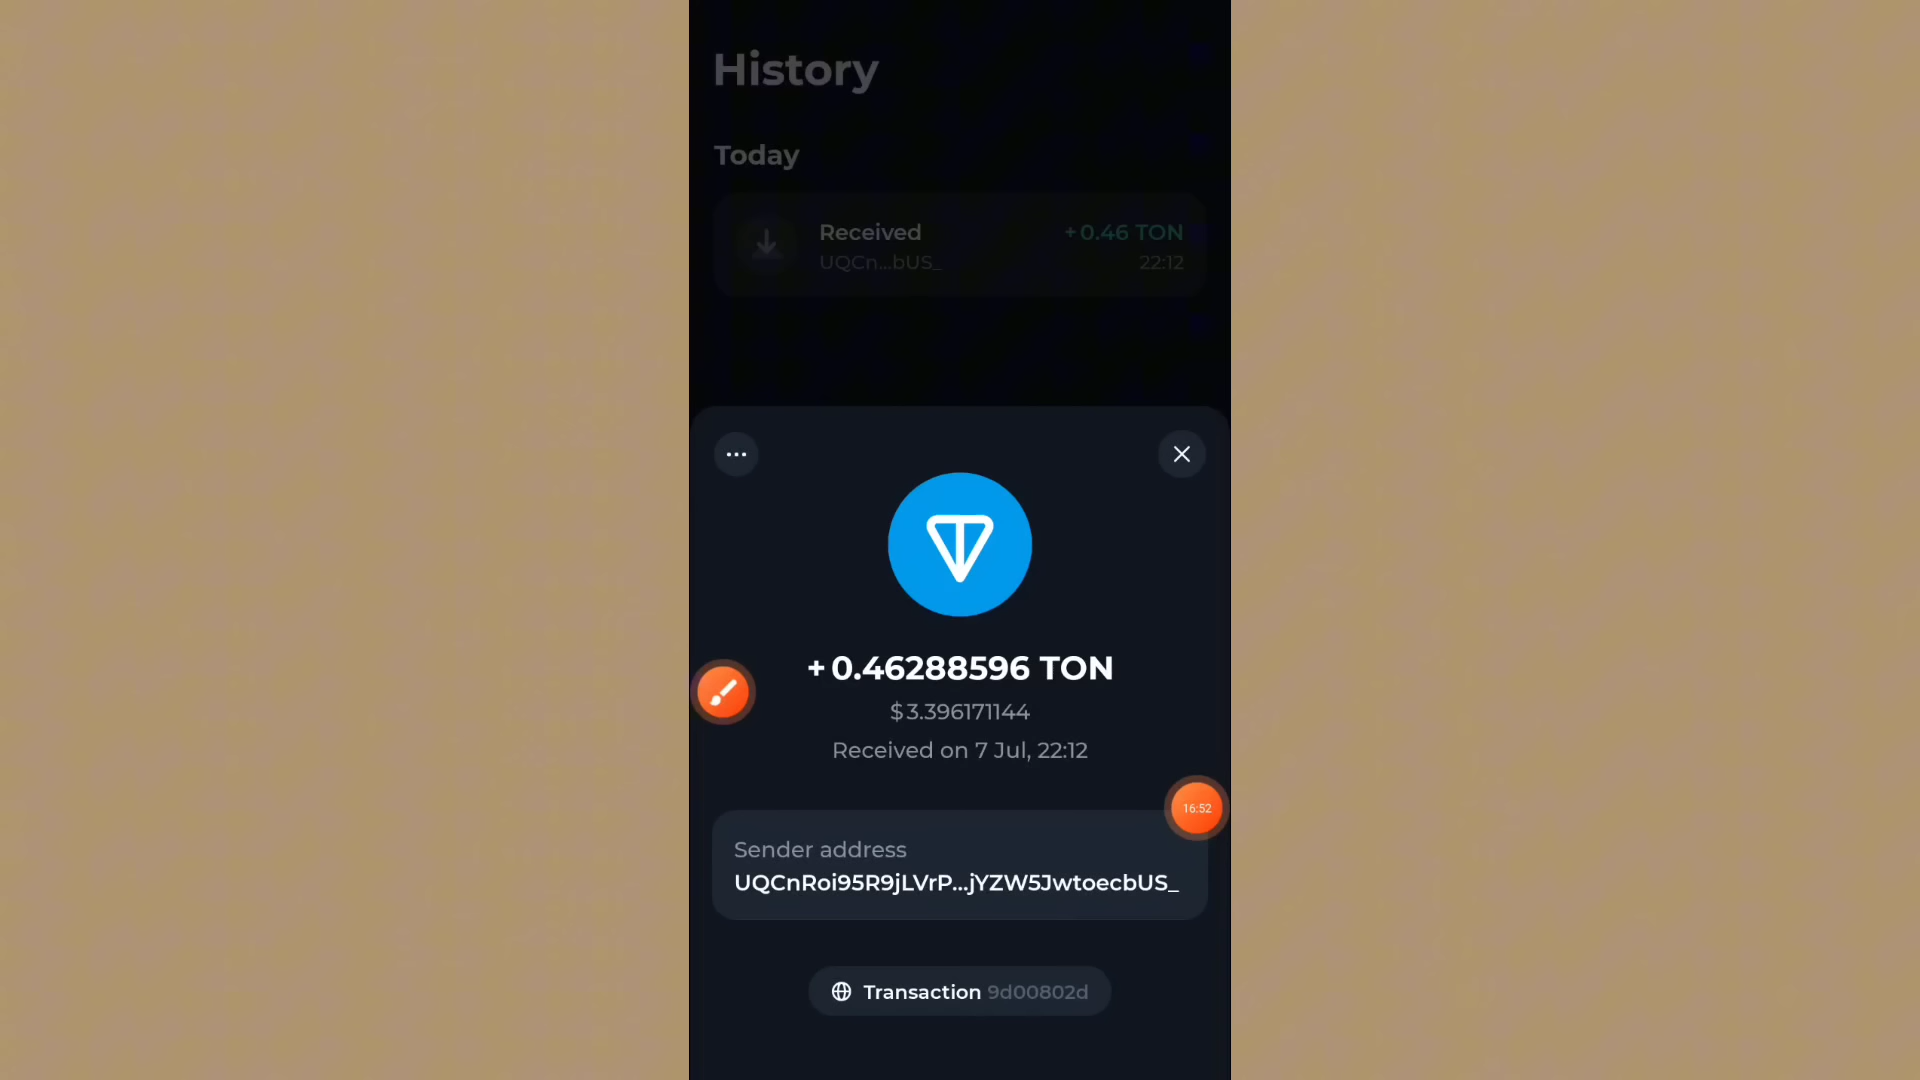 History
Today
Received +0.46 TON
UQCn...bUS_ 22:12
+0.46288596 TON
$3.396171144
Received on 7 Jul, 22:12
16:52
Sender address
UQCnRoi95R9jLVrP...jYZW5JwtoecbUS_
Transaction 9d00802d